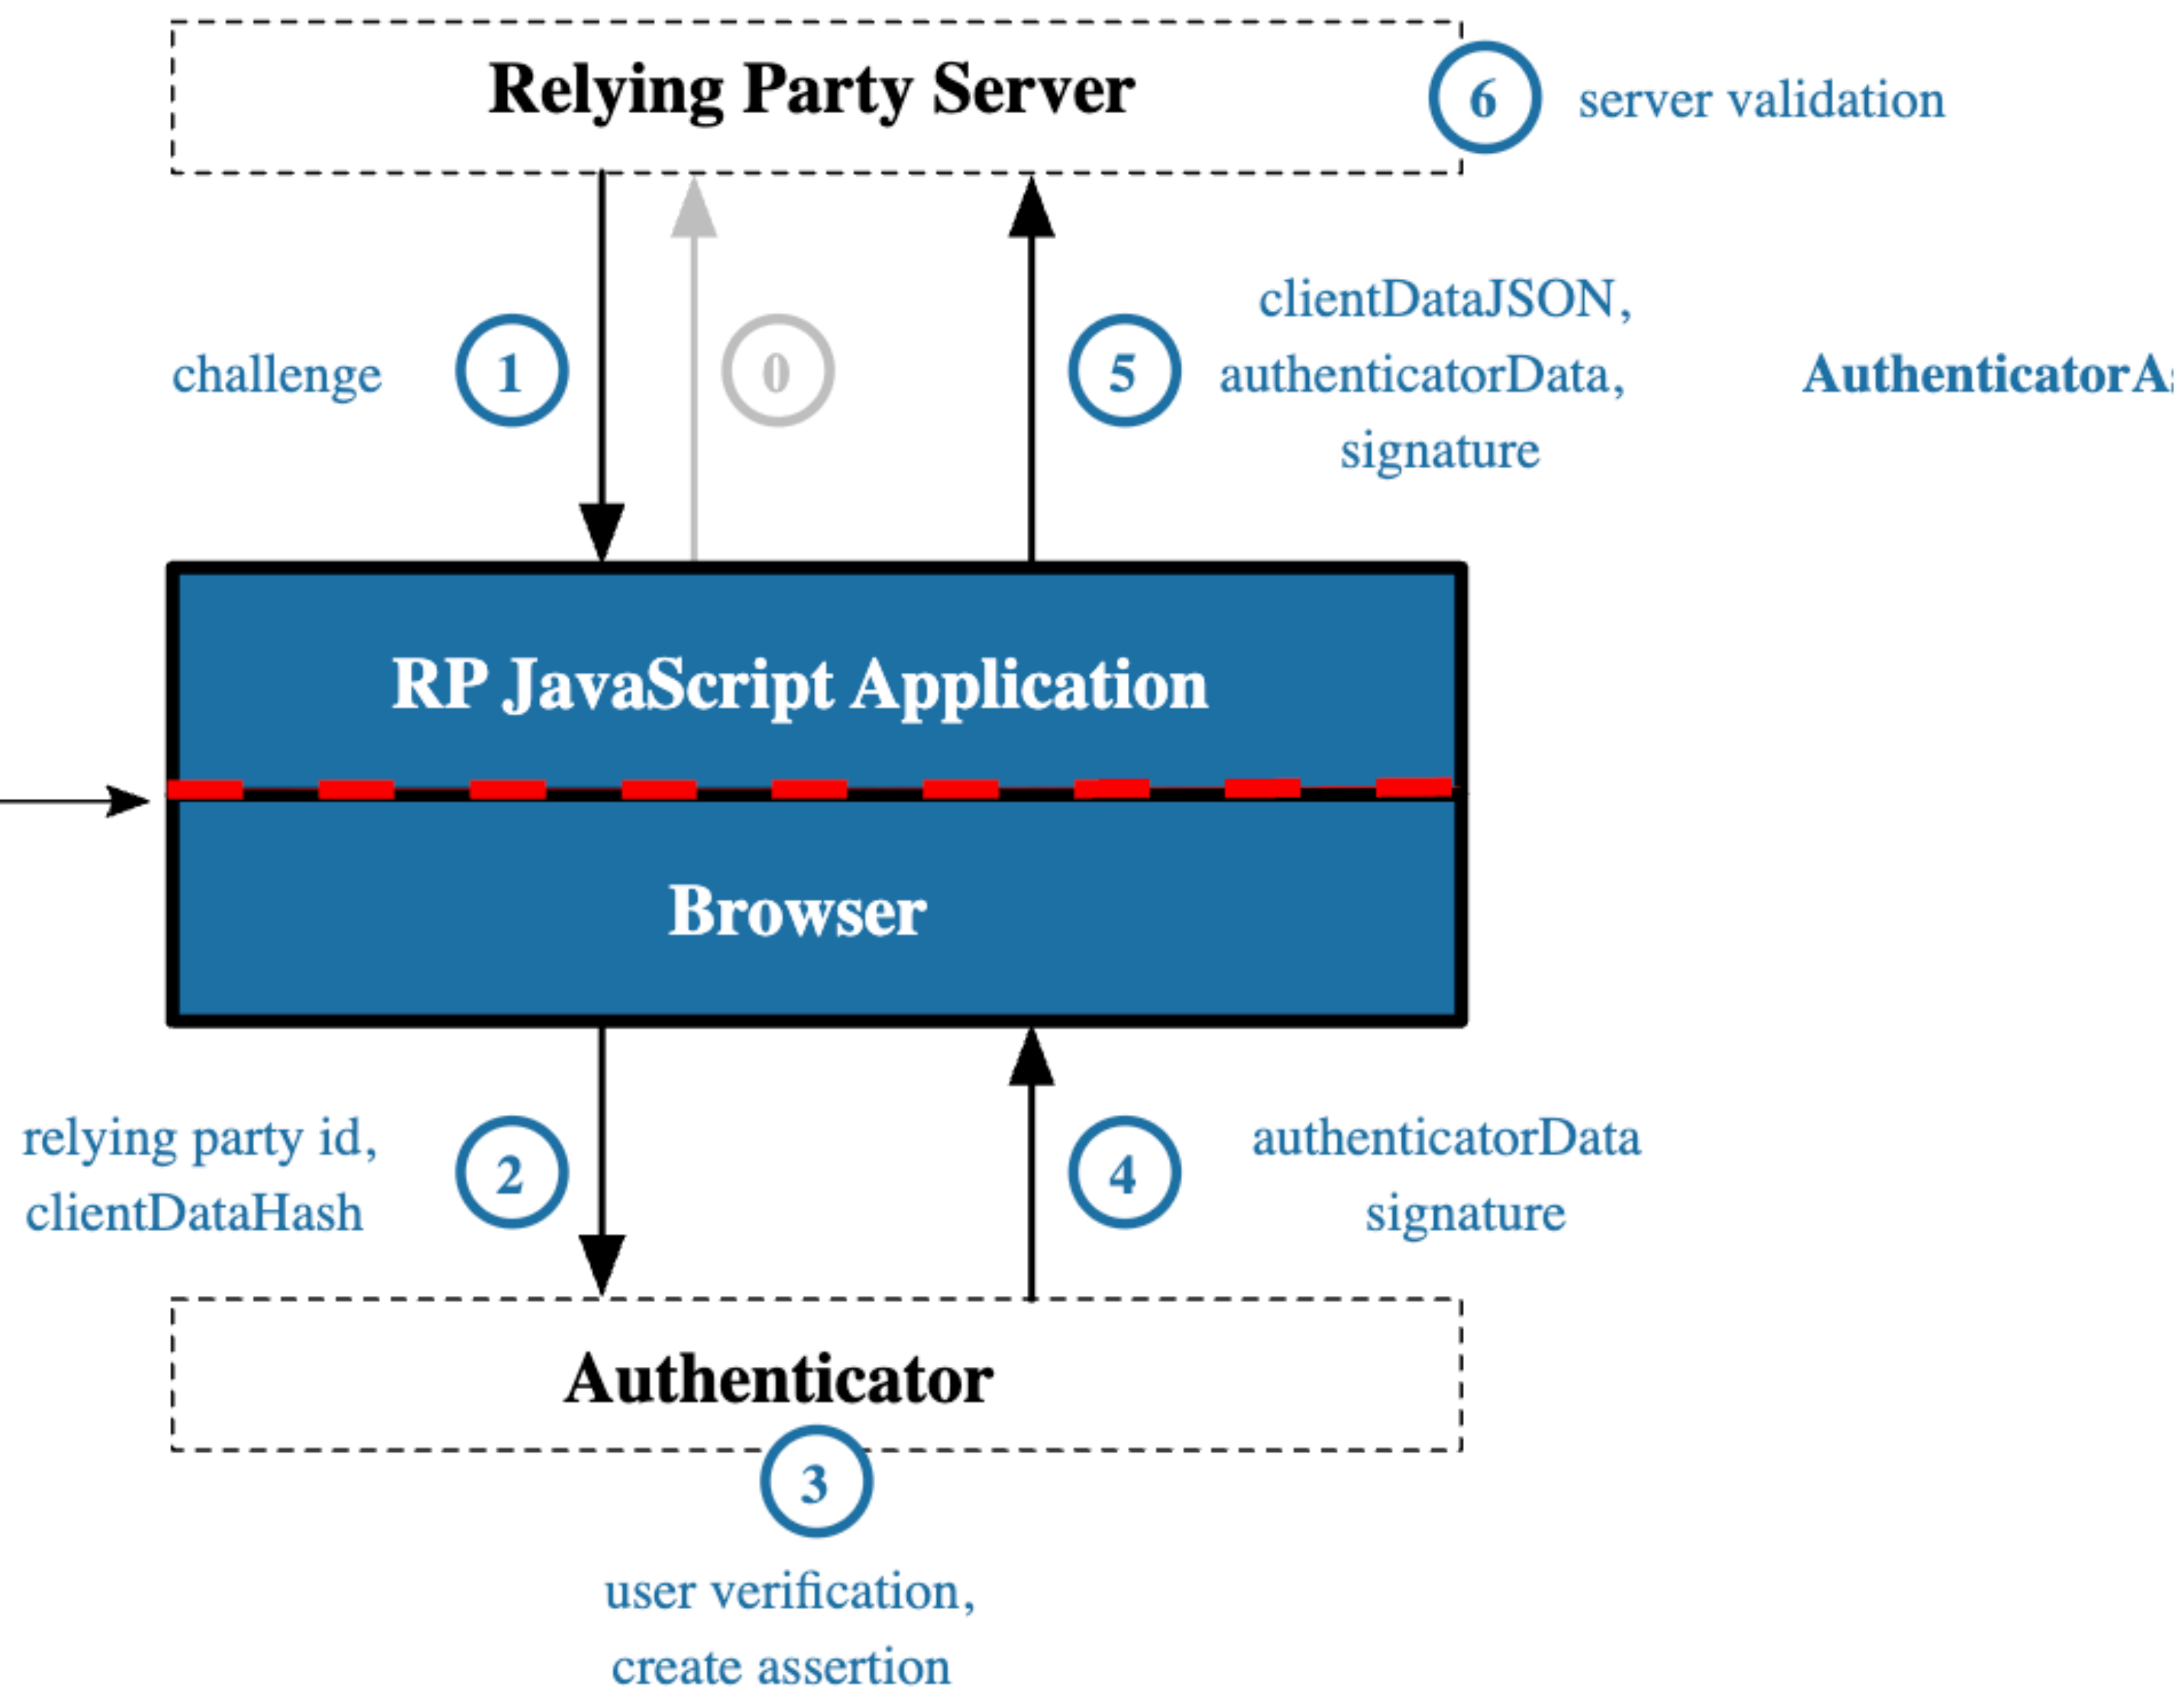 Relying Party Server
6
server validation
challenge
1
0
5
clientDataJSON,
authenticatorData,
signature
RP JavaScript Application
Browser
relying party id,
clientDataHash
2
4
authenticatorData
signature
Authenticator
3
user verification,
create assertion